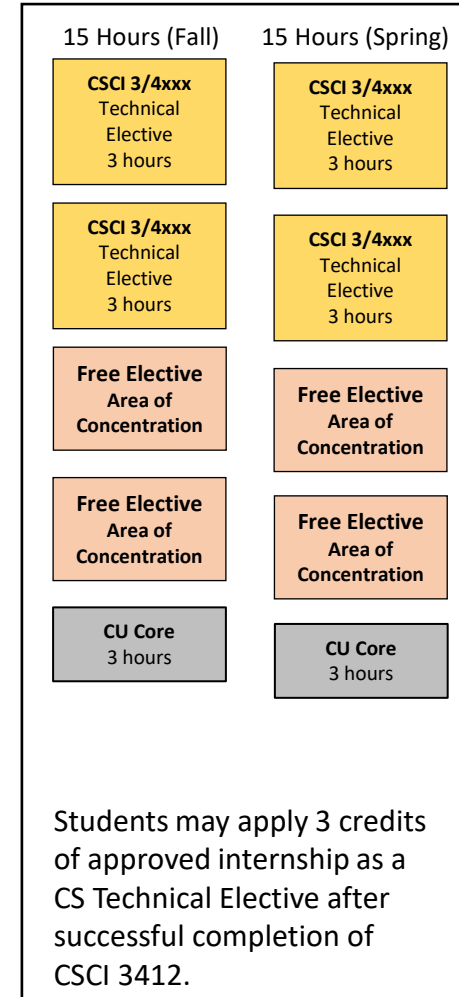 15 Hours (Fall)
CSCI 3/4xxx
Technical
Elective
3 hours
CSCI 3/4xxx
Technical
Elective
3 hours
Free Elective
Area of
Concentration
Free Elective
Area of
Concentration
CU Core
3 hours
15 Hours (Spring)
CSCI 3/4xxx
Technical
Elective
3 hours
CSCI 3/4xxx
Technical
Elective
3 hours
Free Elective
Area of
Concentration
Free Elective
Area of
Concentration
CU Core
3 hours
Students may apply 3 credits
of approved internship as a
CS Technical Elective after
successful completion of
CSCI 3412.